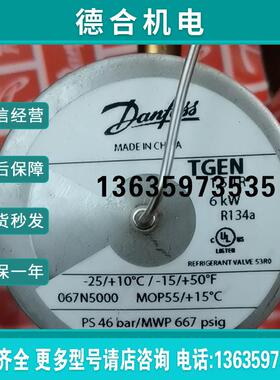 德合机电
信经营
后保障
货秒发
保一年
Danfoss
MADE IN CHINA
TGEN
6 kW
R134a
13635973535
UL LISTED
REFRIGERANT VALVE 53R0
-25/+10°C / -15/+50°F
067N5000 MOP55/+15°C
PS 46 bar/MWP 667 psig
齐全 更多型号请店咨询 电话:1363597